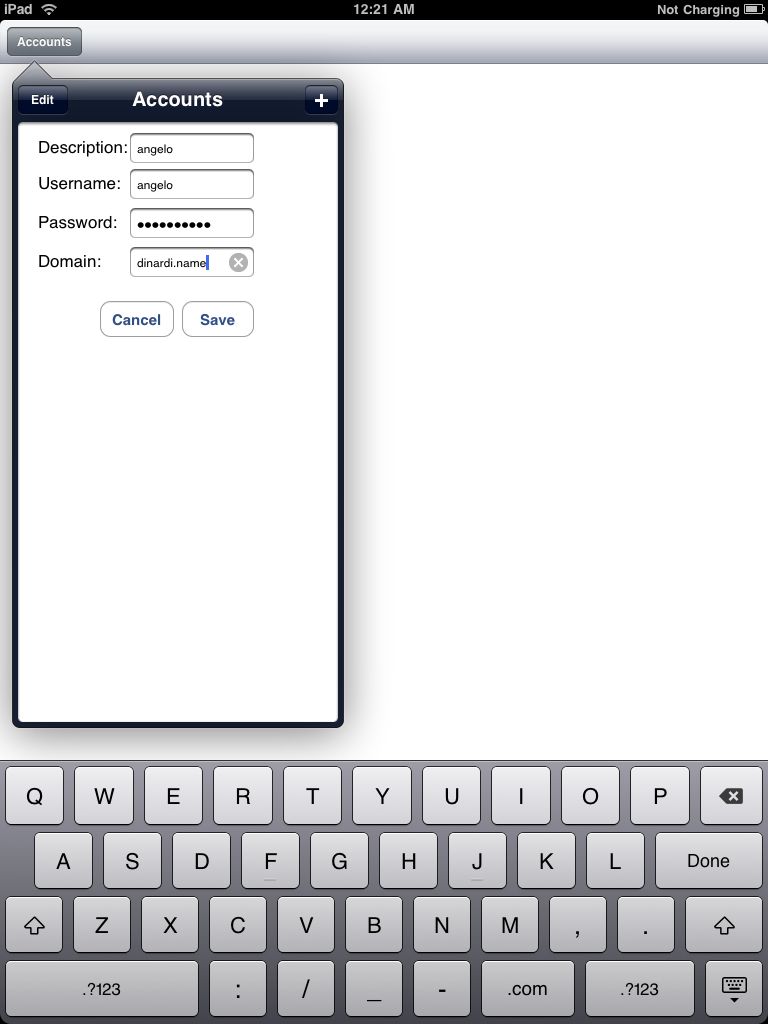 iPad 12:21 AM Not Charging
Accounts
Edit Accounts +
Description: angelo
Username: angelo
Password: ••••••••••
Domain: dinardi.name
Cancel Save
Q W E R T Y U I O P
A S D F G H J K L Done
Z X C V B N M , .
.?123 : / _ - .com .?123